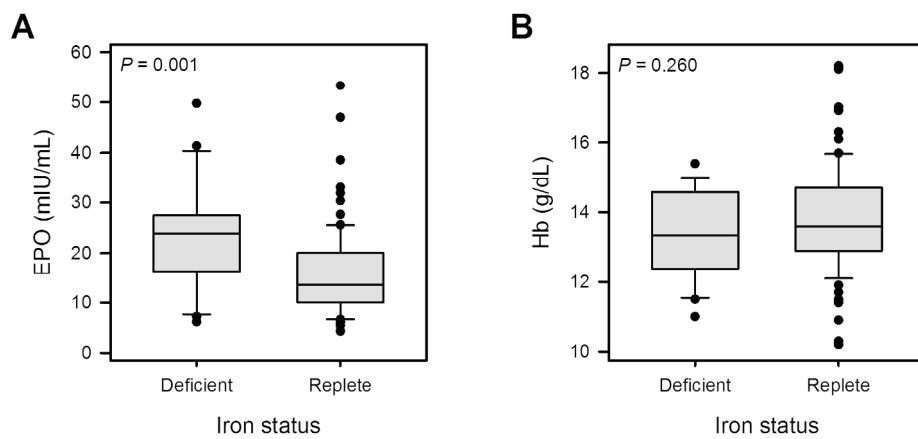 A
P = 0.001
60
50
40
30
20
10
0
EPO (mIU/mL)
Deficient
Replete
Iron status
B
P = 0.260
18
16
14
12
10
Hb (g/dL)
Deficient
Replete
Iron status